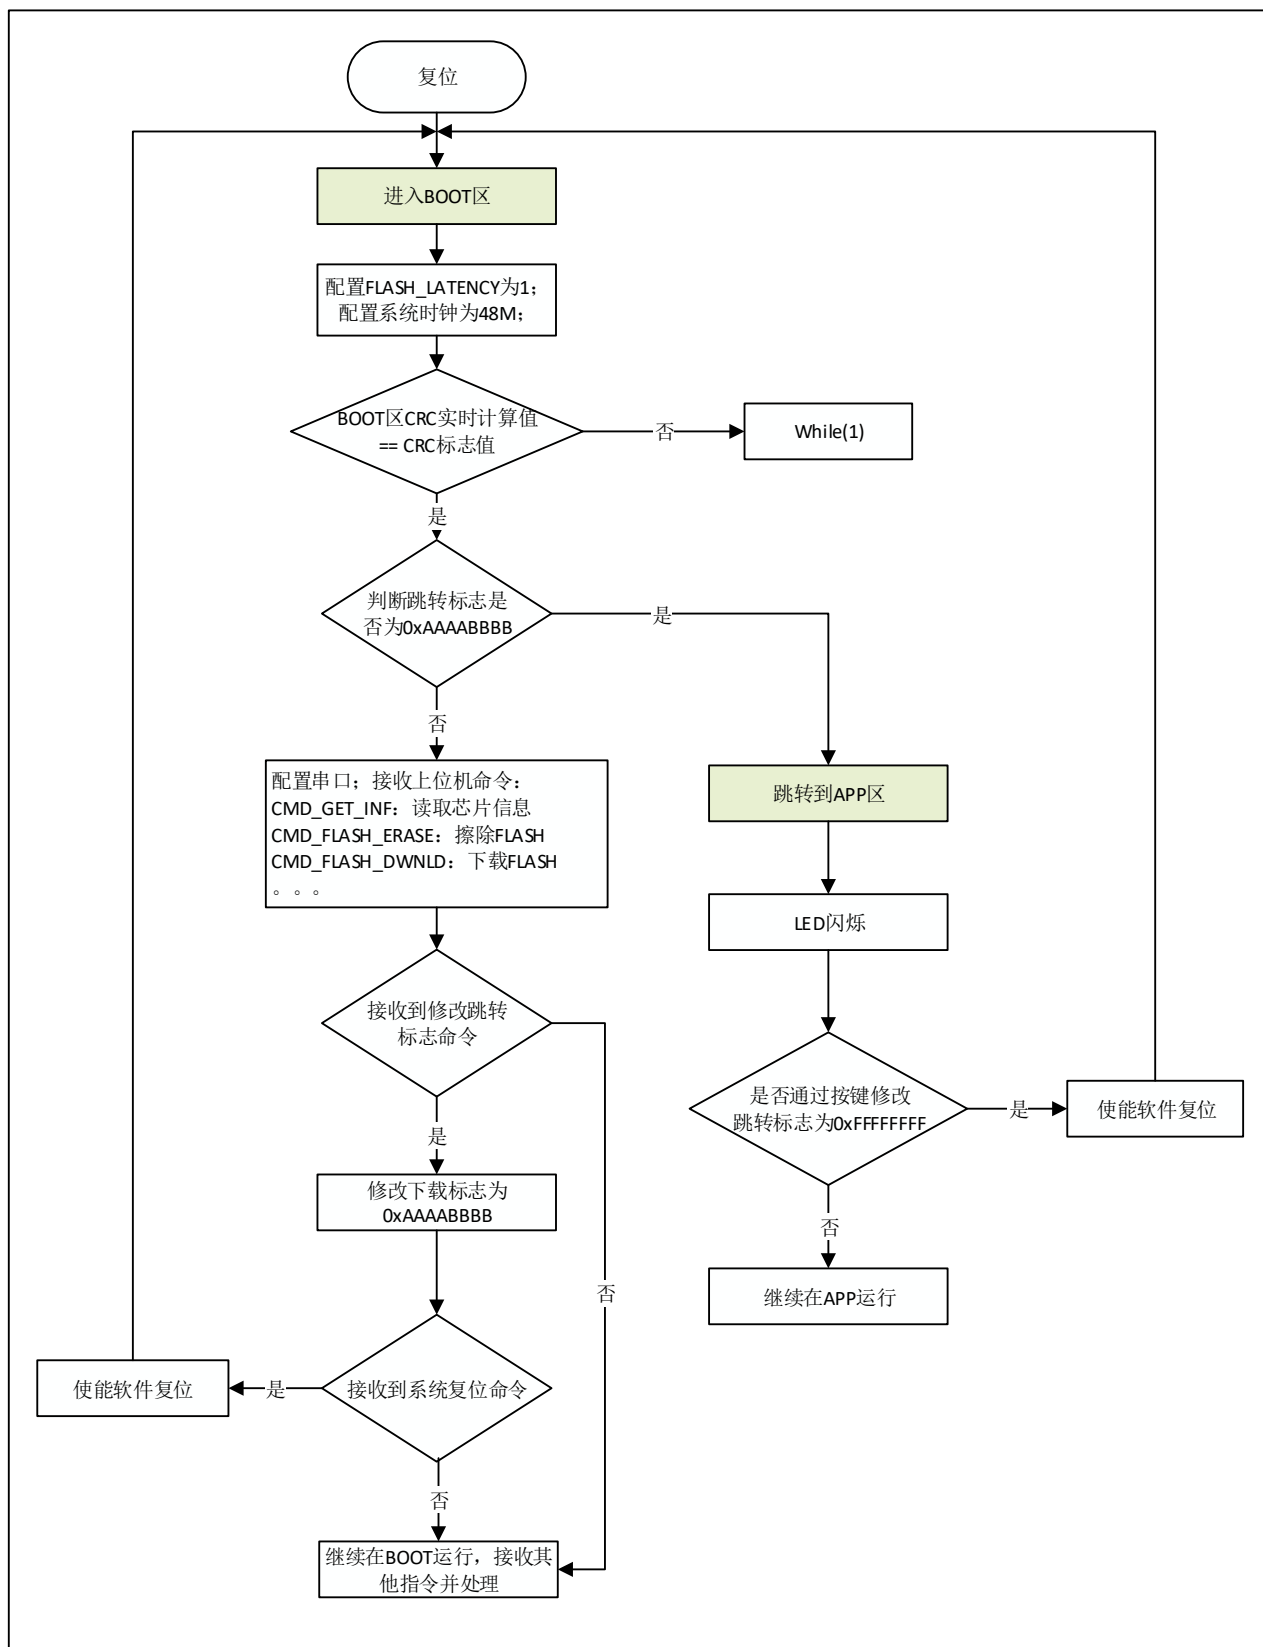 复位
进入BOOT区
配置FLASH_LATENCY为1;
配置系统时钟为48M;
BOOT区CRC实时计算值
== CRC标志值
否
While(1)
是
判断跳转标志是
否为0xAAAABBBB
是
否
配置串口;接收上位机命令:
CMD_GET_INF:读取芯片信息
CMD_FLASH_ERASE:擦除FLASH
CMD_FLASH_DWNLD:下载FLASH
。。。
跳转到APP区
LED闪烁
接收到修改跳转
标志命令
是否通过按键修改
跳转标志为0xFFFFFFFF
是
使能软件复位
是
修改下载标志为
0xAAAABBBB
否
继续在APP运行
否
接收到系统复位命令
是
使能软件复位
否
继续在BOOT运行,接收其
他指令并处理